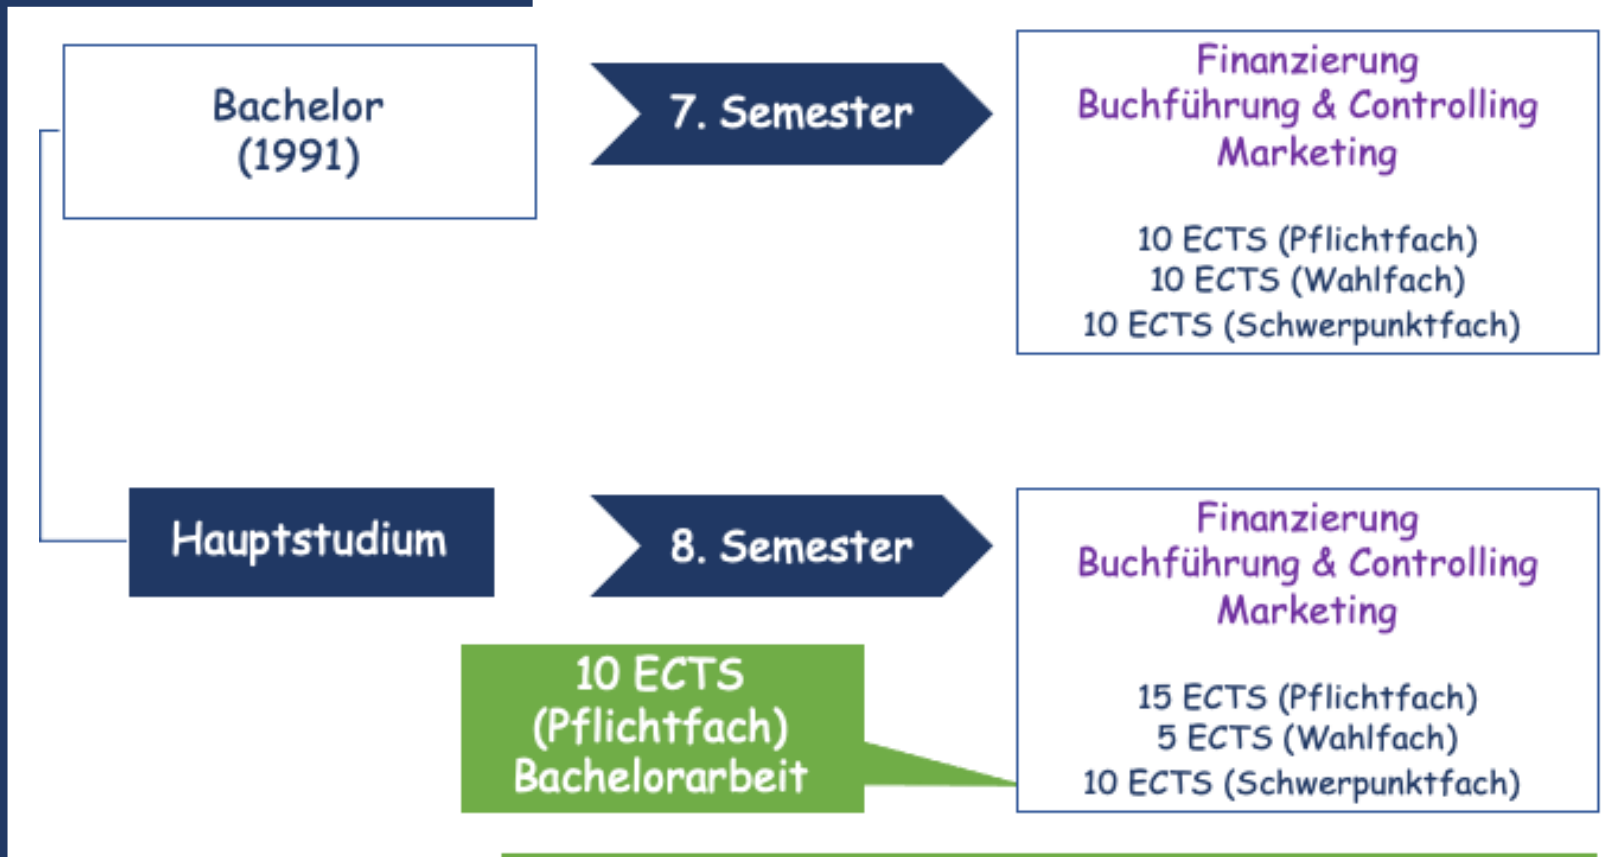 Bachelor
(1991)
7. Semester
Finanzierung
Buchführung & Controlling
Marketing
10 ECTS (Pflichtfach)
10 ECTS (Wahlfach)
10 ECTS (Schwerpunktfach)
Hauptstudium
8. Semester
Finanzierung
Buchführung & Controlling
Marketing
15 ECTS (Pflichtfach)
5 ECTS (Wahlfach)
10 ECTS (Schwerpunktfach)
10 ECTS
(Pflichtfach)
Bachelorarbeit